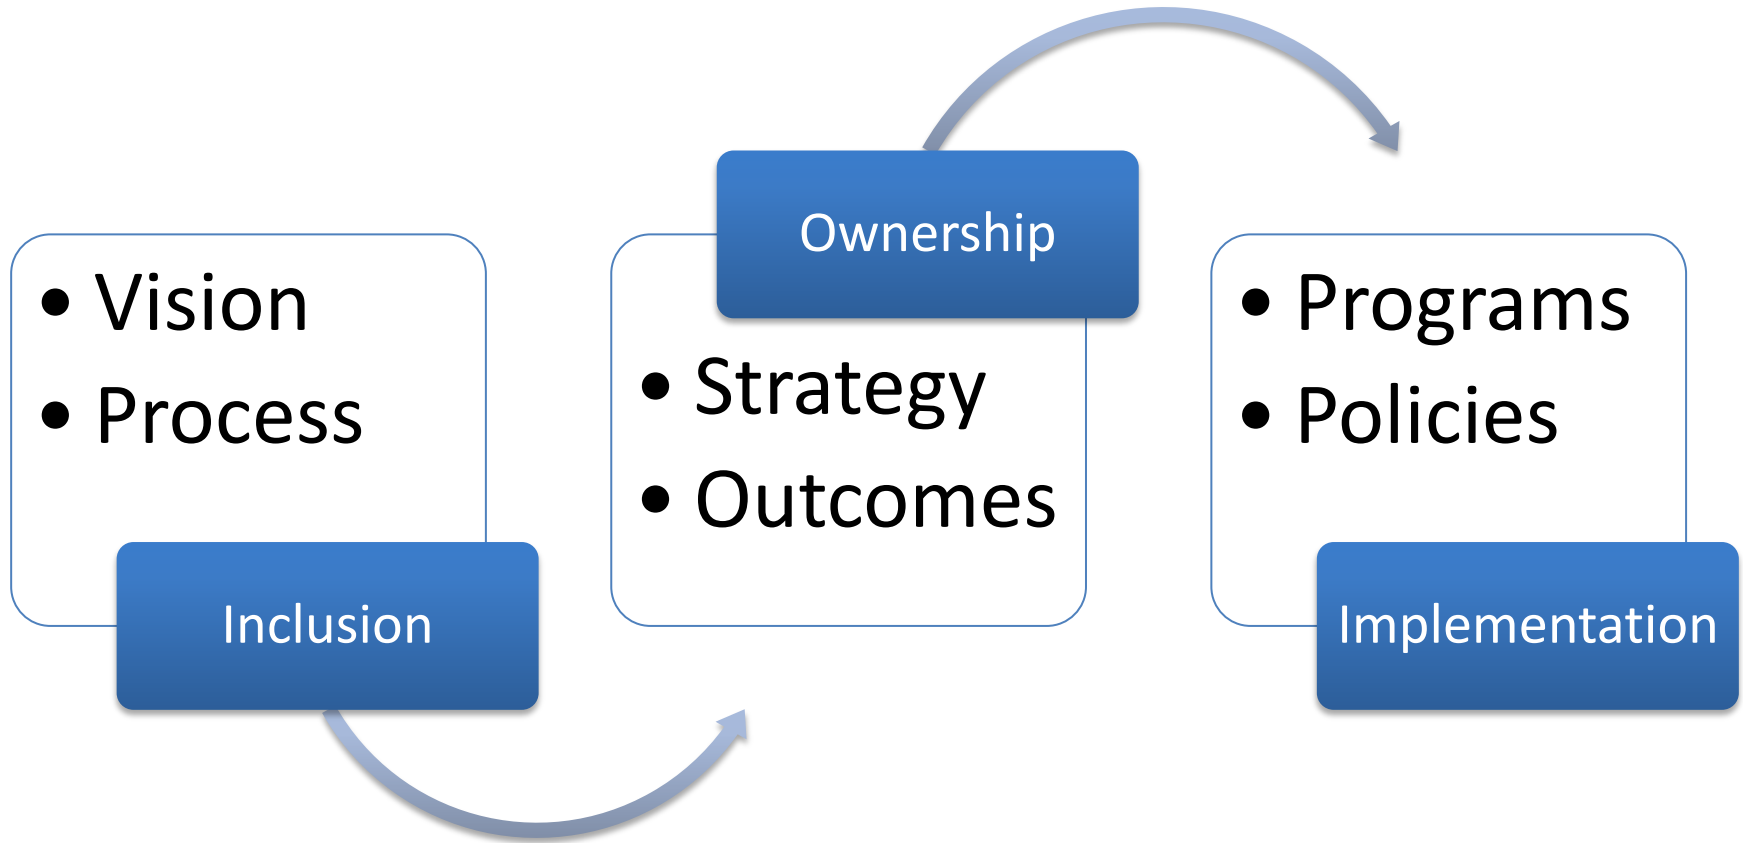 • Vision
• Process
Inclusion
Ownership
• Strategy
• Outcomes
• Programs
• Policies
Implementation